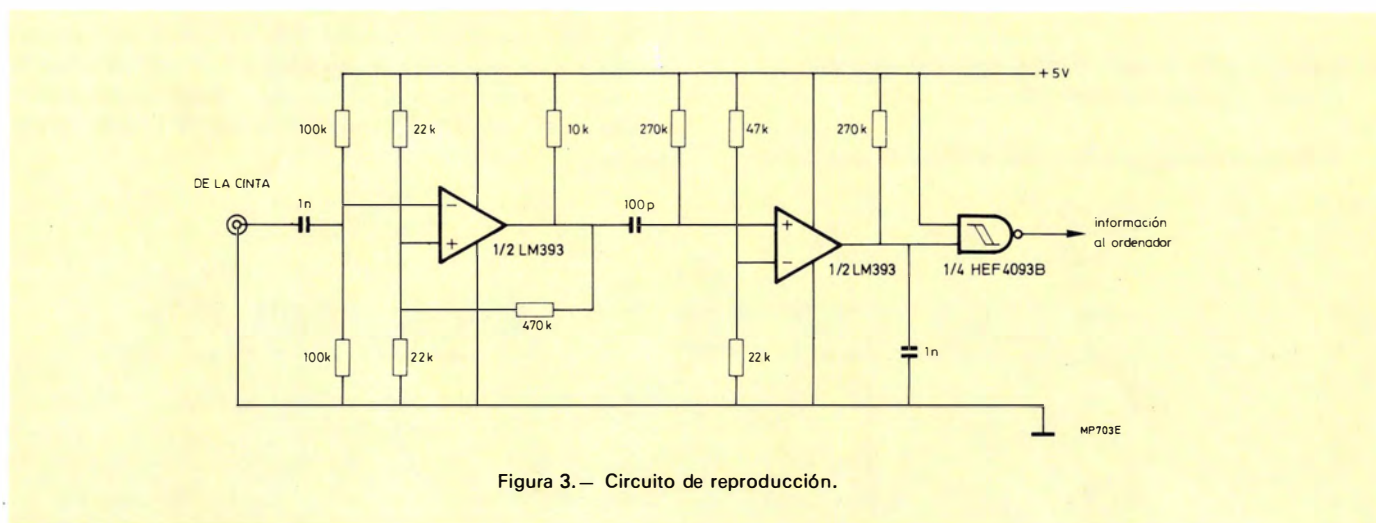 +5V
100k
22k
10k
270k
47k
270k
DE LA CINTA
1n
100p
información
al ordenador
−
+
+
−
1/2 LM393
1/2 LM393
1/4 HEF4093B
470k
100k
22k
22k
1n
MP703E
Figura 3.— Circuito de reproducción.